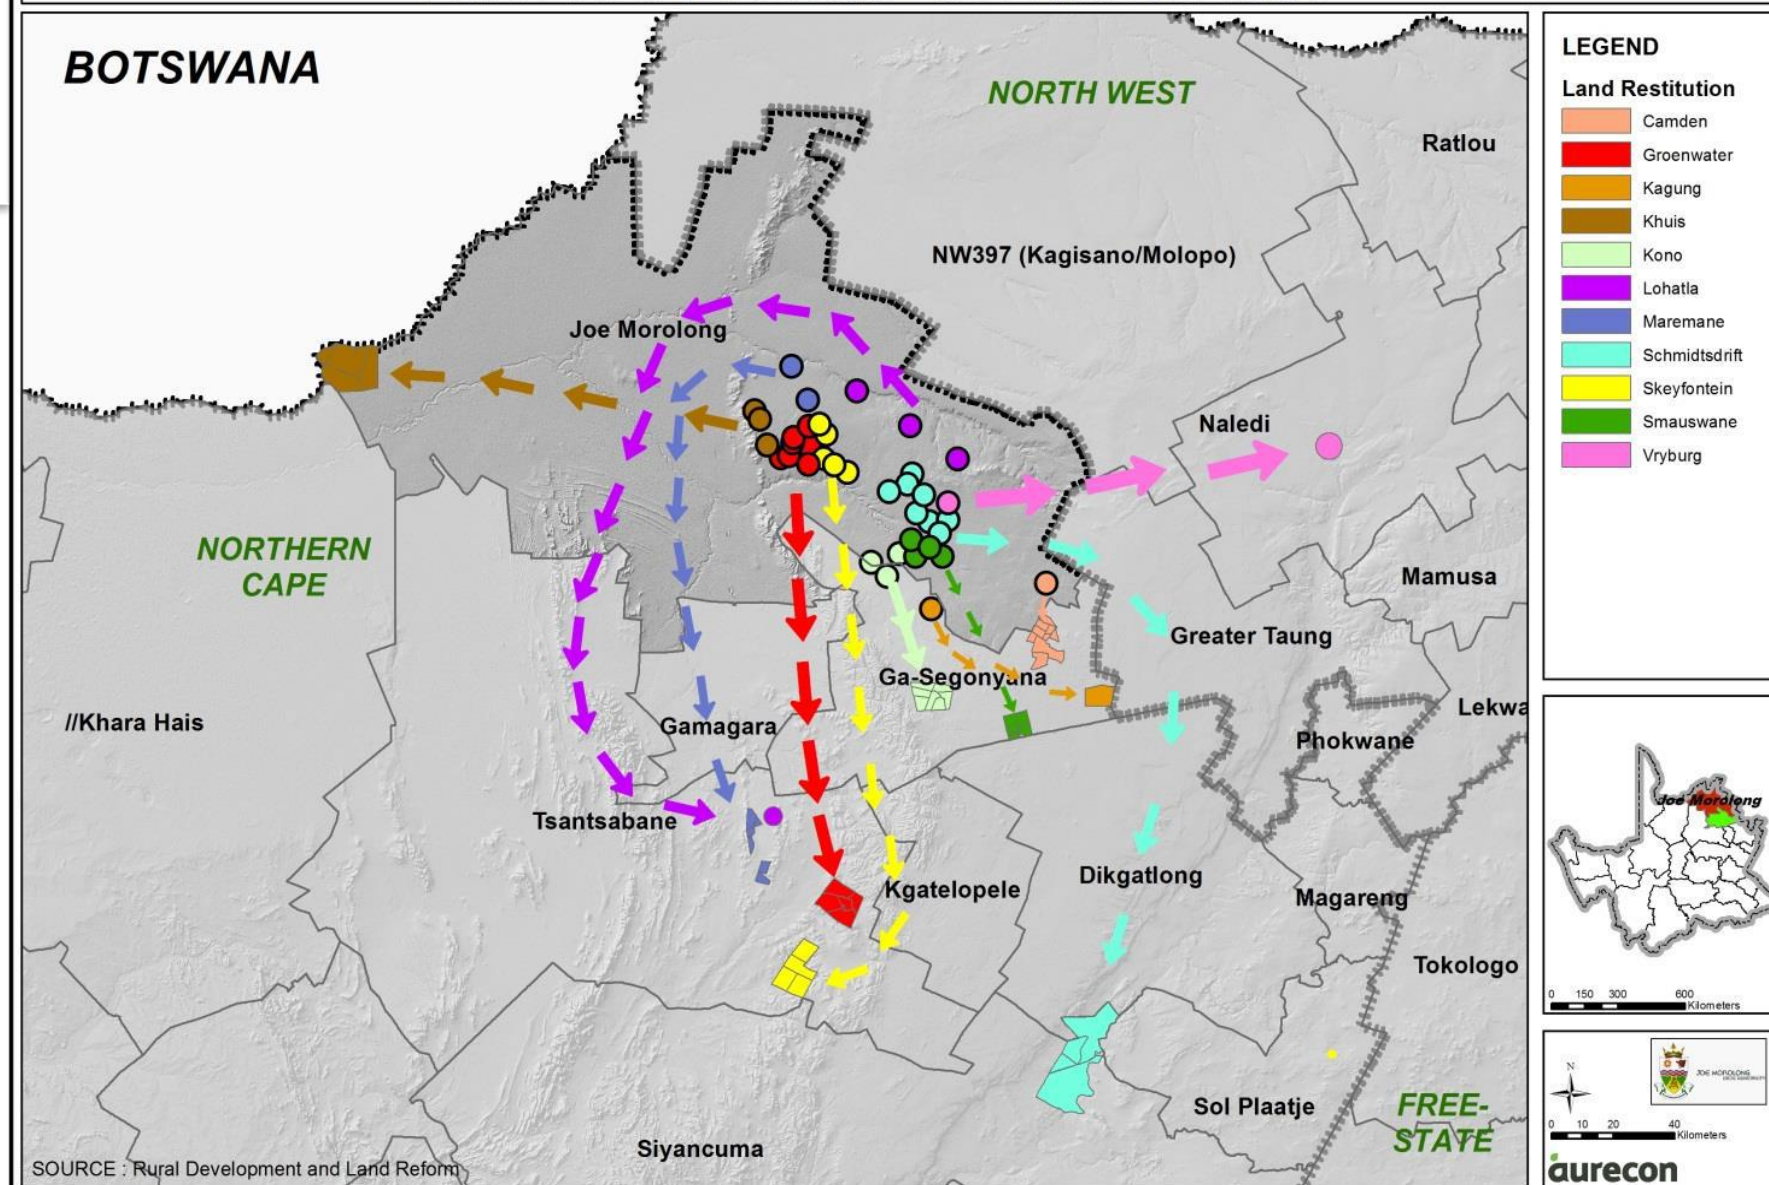 BOTSWANA
NORTH WEST
Ratlou
NW397 (Kagisano/Molopo)
Joe Morolong
Naledi
NORTHERN
CAPE
Mamusa
Greater Taung
Ga-Segonyana
Lekwa
//Khara Hais
Gamagara
Phokwane
Tsantsabane
Dikgatlong
Kgatelopele
Magareng
Tokologo
Sol Plaatje
FREE-
STATE
Siyancuma
SOURCE : Rural Development and Land Reform
LEGEND
Land Restitution
Camden
Groenwater
Kagung
Khuis
Kono
Lohatla
Maremane
Schmidtsdrift
Skeyfontein
Smauswane
Vryburg
Joe Morolong
0 150 300 600
Kilometers
N
JOE MOROLONG
0 10 20 40
Kilometers
aurecon